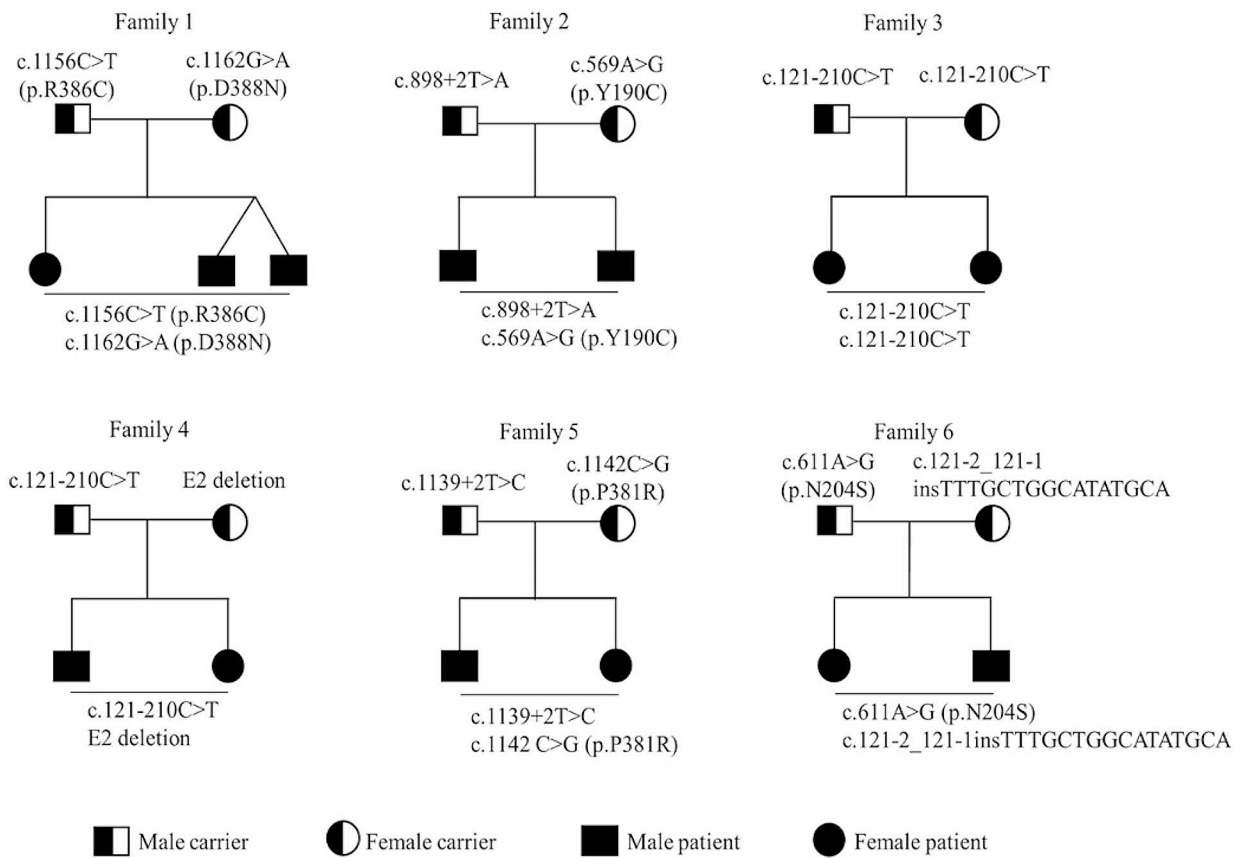 Family 1
c.1156C>T
(p.R386C)
c.1162G>A
(p.D388N)
c.1156C>T (p.R386C)
c.1162G>A (p.D388N)
Family 2
c.898+2T>A
c.569A>G
(p.Y190C)
c.898+2T>A
c.569A>G (p.Y190C)
Family 3
c.121-210C>T
c.121-210C>T
c.121-210C>T
c.121-210C>T
Family 4
c.121-210C>T
E2 deletion
c.121-210C>T
E2 deletion
Family 5
c.1139+2T>C
c.1142C>G
(p.P381R)
c.1139+2T>C
c.1142 C>G (p.P381R)
Family 6
c.611A>G
(p.N204S)
c.121-2_121-1
insTTTGCTGGCATATGCA
c.611A>G (p.N204S)
c.121-2_121-1insTTTGCTGGCATATGCA
Male carrier
Female carrier
Male patient
Female patient